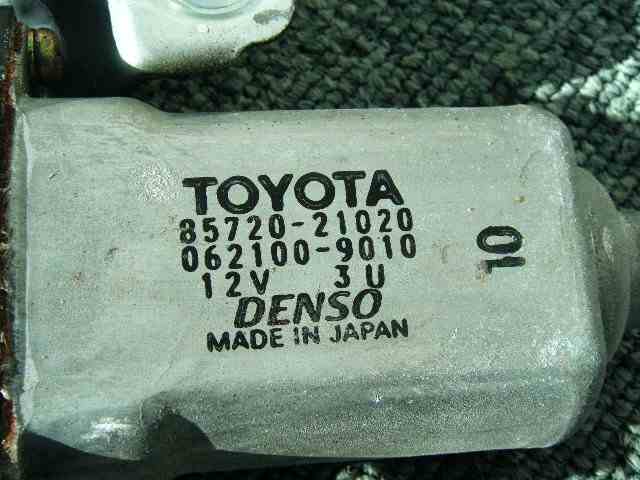 TOYOTA
85720-21020
062100-9010
12V 3U
DENSO
MADE IN JAPAN
10